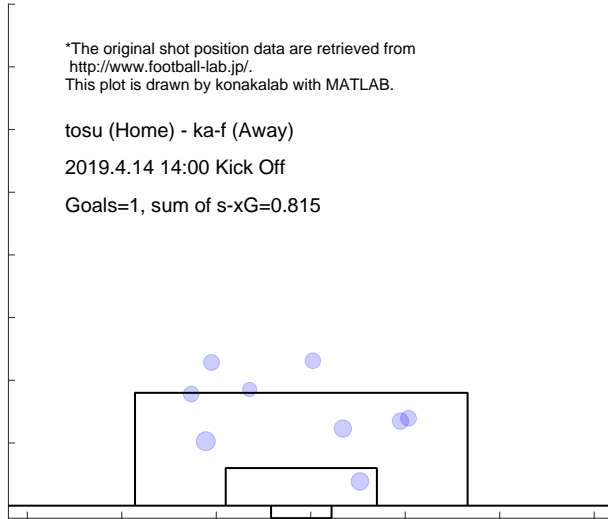 *The original shot position data are retrieved from
http://www.football-lab.jp/.
This plot is drawn by konakalab with MATLAB.
tosu (Home) - ka-f (Away)
2019.4.14 14:00 Kick Off
Goals=1, sum of s-xG=0.815